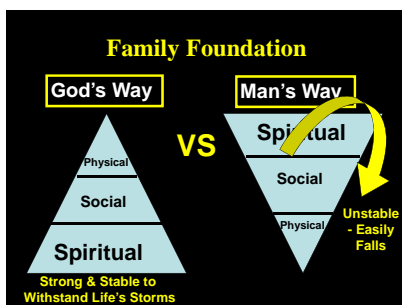 Family Foundation
God's Way
Man's Way
VS
Physical
Social
Spiritual
Strong & Stable to
Withstand Life's Storms
Spiritual
Social
Physical
Unstable
- Easily
Falls